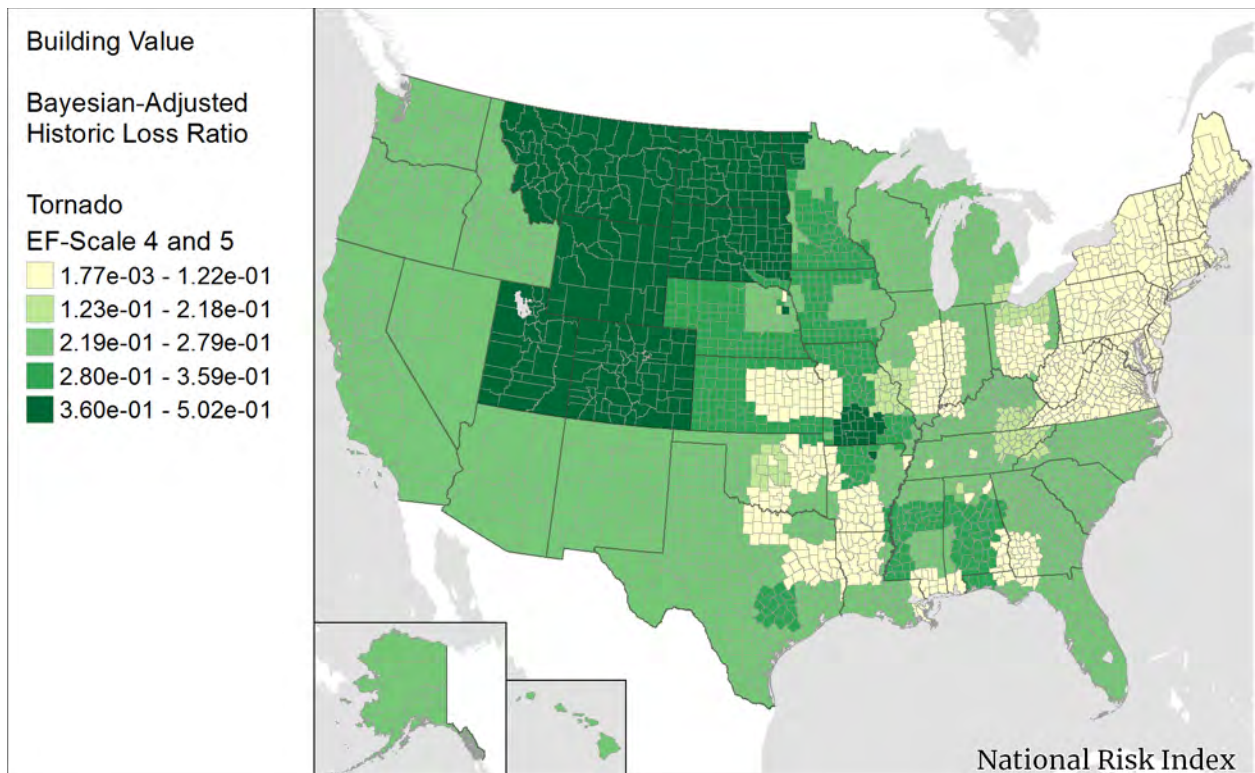 Building Value
Bayesian-Adjusted
Historic Loss Ratio
Tornado
EF-Scale 4 and 5
1.77e-03 - 1.22e-01
1.23e-01 - 2.18e-01
2.19e-01 - 2.79e-01
2.80e-01 - 3.59e-01
3.60e-01 - 5.02e-01
National Risk Index